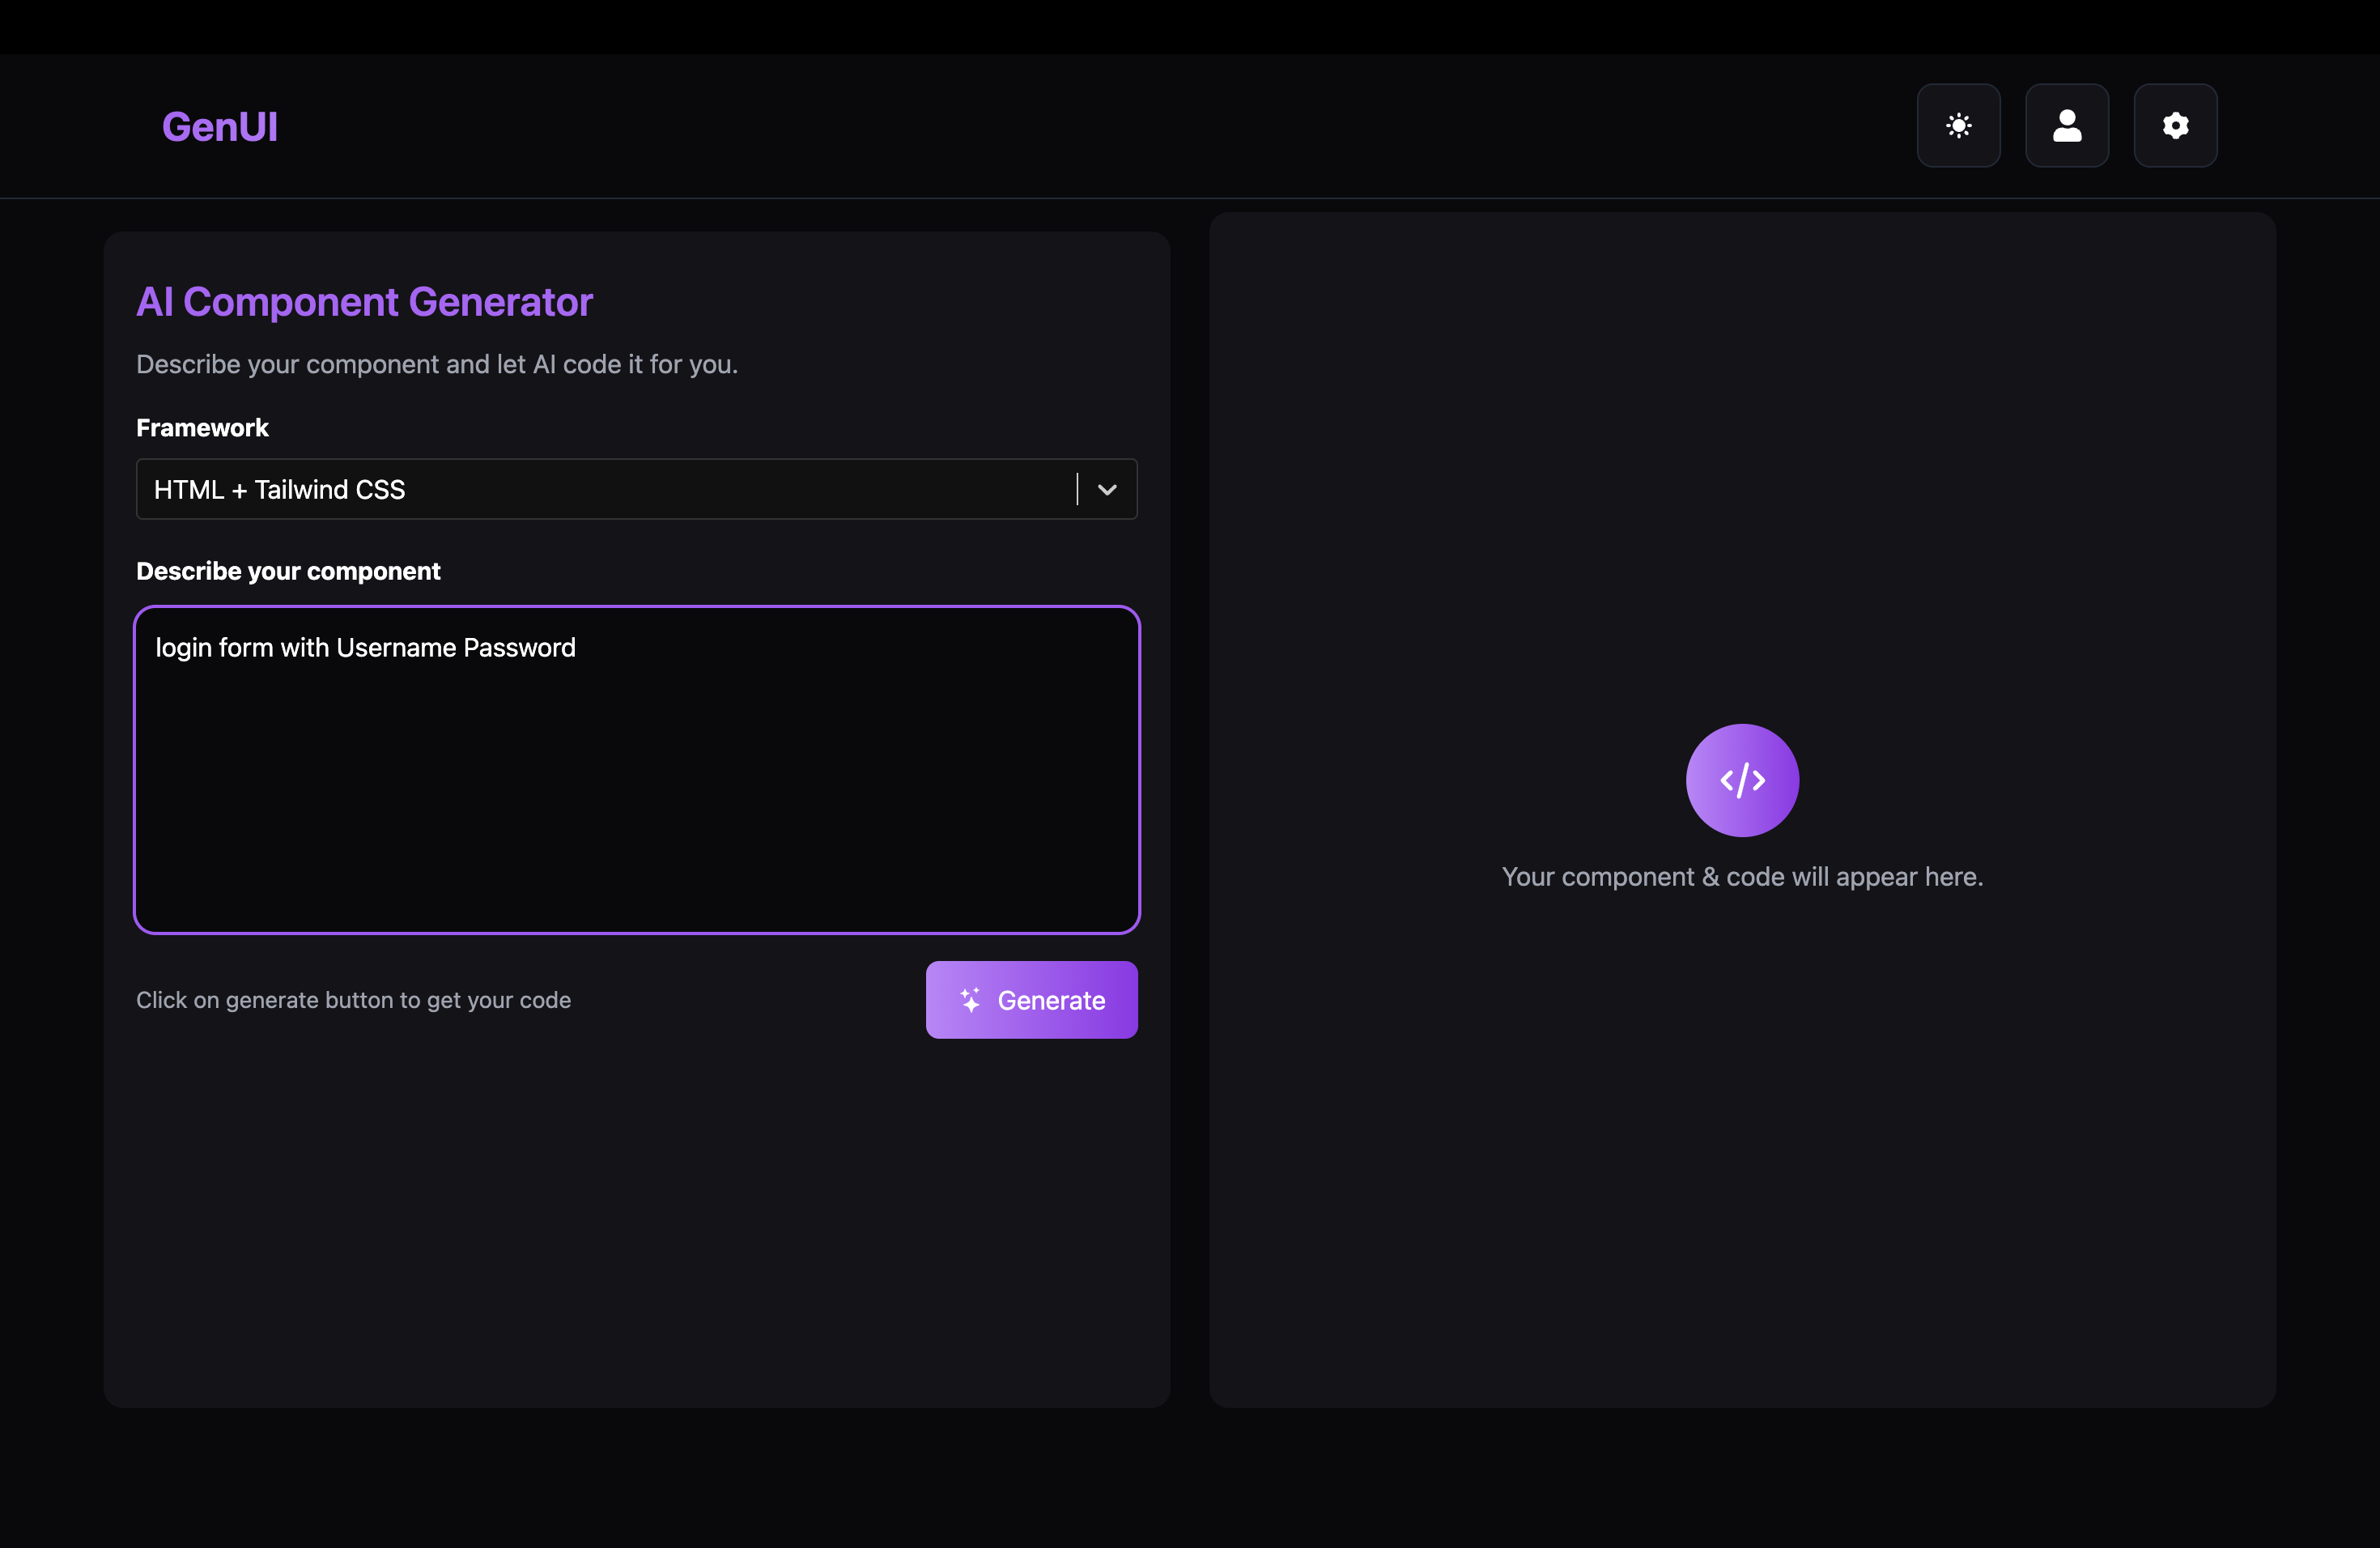 GenUI
AI Component Generator
Describe your component and let AI code it for you.
Framework
HTML + Tailwind CSS
Describe your component
login form with Username Password
Click on generate button to get your code
Generate
Your component & code will appear here.